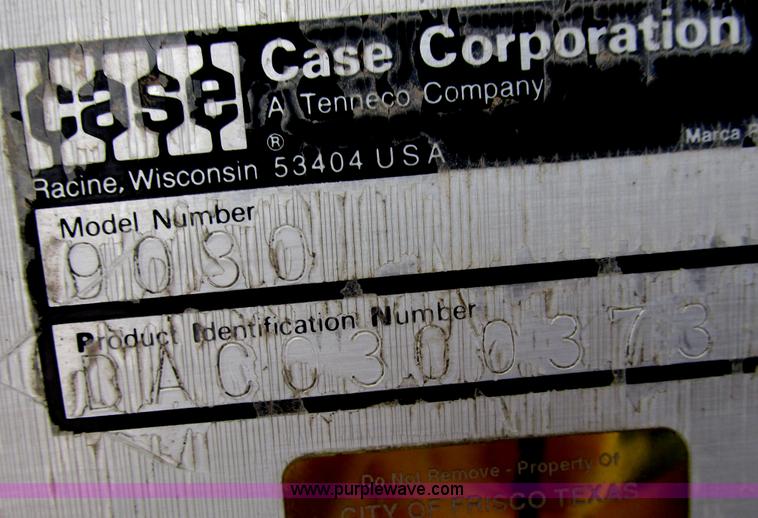 case
Case Corporation
A Tenneco Company
®
Racine, Wisconsin 53404 USA
Marca
Model Number
9030
Product Identification Number
DAC0300373
Do Not Remove - Property Of
www.purplewave.com
CITY OF FRISCO TEXAS